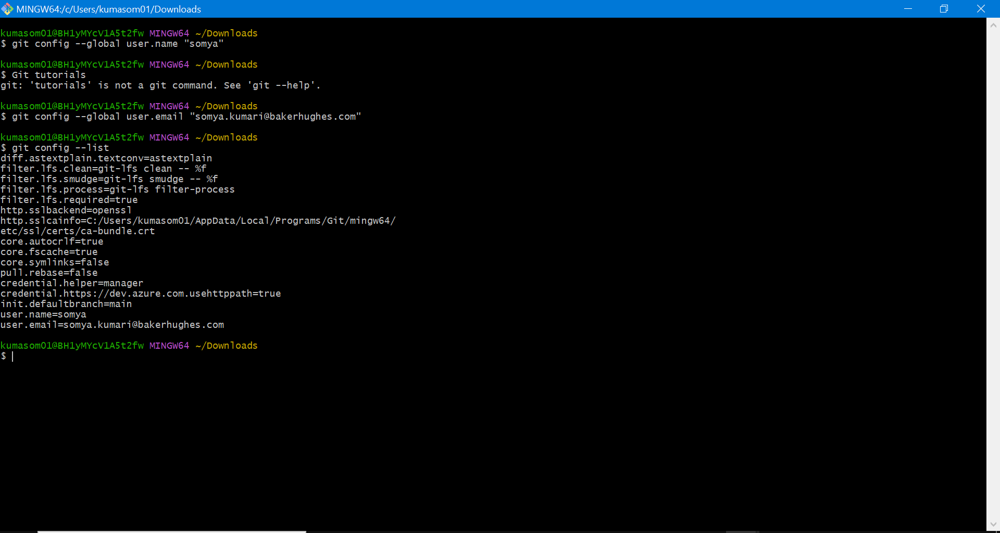 MINGW64:/c/Users/kumasom01/Downloads
kumasom01@BH1yMYcV1A5t2fw MINGW64 ~/Downloads
$ git config --global user.name "somya"
kumasom01@BH1yMYcV1A5t2fw MINGW64 ~/Downloads
$ Git tutorials
git: 'tutorials' is not a git command. See 'git --help'.
kumasom01@BH1yMYcV1A5t2fw MINGW64 ~/Downloads
$ git config --global user.email "somya.kumari@bakerhughes.com"
kumasom01@BH1yMYcV1A5t2fw MINGW64 ~/Downloads
$ git config --list
diff.astextplain.textconv=astextplain
filter.lfs.clean=git-lfs clean -- %f
filter.lfs.smudge=git-lfs smudge -- %f
filter.lfs.process=git-lfs filter-process
filter.lfs.required=true
http.sslbackend=openssl
http.sslcainfo=C:/Users/kumasom01/AppData/Local/Programs/Git/mingw64/
etc/ssl/certs/ca-bundle.crt
core.autocrlf=true
core.fscache=true
core.symlinks=false
pull.rebase=false
credential.helper=manager
credential.https://dev.azure.com.usehttppath=true
init.defaultbranch=main
user.name=somya
user.email=somya.kumari@bakerhughes.com
kumasom01@BH1yMYcV1A5t2fw MINGW64 ~/Downloads
$